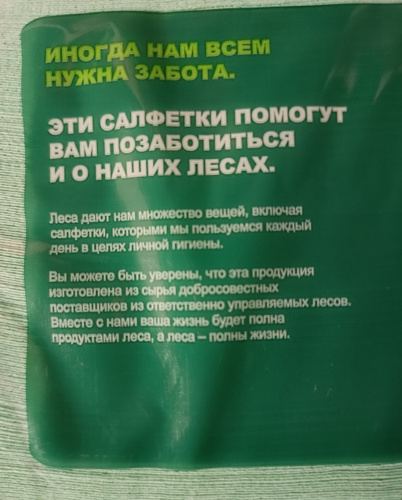 ИНОГДА НАМ ВСЕМ
НУЖНА ЗАБОТА.
ЭТИ САЛФЕТКИ ПОМОГУТ
ВАМ ПОЗАБОТИТЬСЯ
И О НАШИХ ЛЕСАХ.
Леса дают нам множество вещей, включая
салфетки, которыми мы пользуемся каждый
день в целях личной гигиены.
Вы можете быть уверены, что эта продукция
изготовлена из сырья добросовестных
поставщиков из ответственно управляемых лесов.
Вместе с нами ваша жизнь будет полна
продуктами леса, а леса – полны жизни.